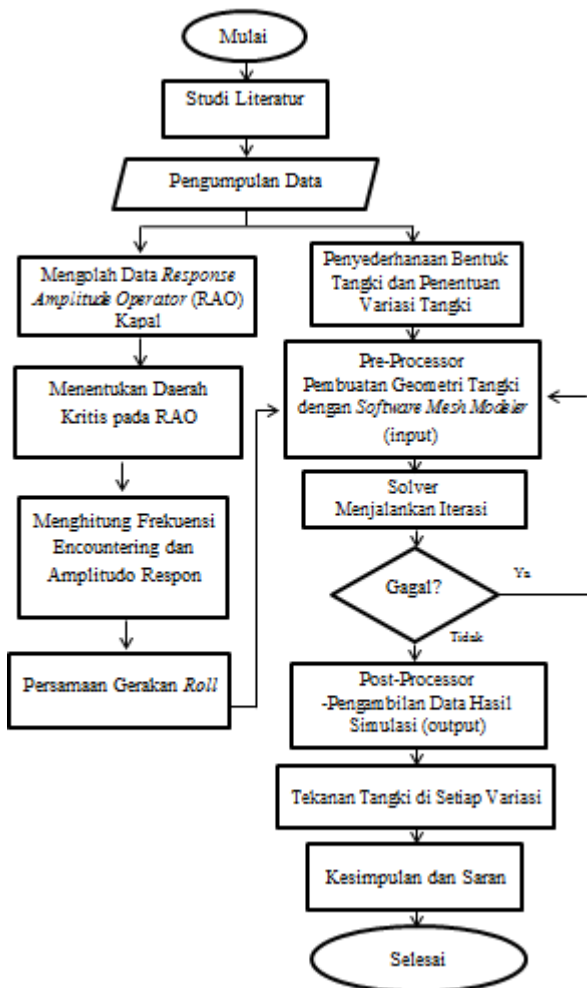 Mulai
Studi Literatur
Pengumpulan Data
Mengolah Data Response
Amplitude Operator (RAO)
Kapal
Menentukan Daerah
Kritis pada RAO
Menghitung Frekuensi
Encountering dan
Amplitudo Respon
Persamaan Gerakan Roll
Penyederhanaan Bentuk
Tangki dan Penentuan
Variasi Tangki
Pre-Processor
Pembuatan Geometri Tangki
dengan Software Mesh Modeler
(input)
Solver
Menjalankan Iterasi
Gagal?
Ya
Tidak
Post-Processor
-Pengambilan Data Hasil
Simulasi (output)
Tekanan Tangki di Setiap Variasi
Kesimpulan dan Saran
Selesai